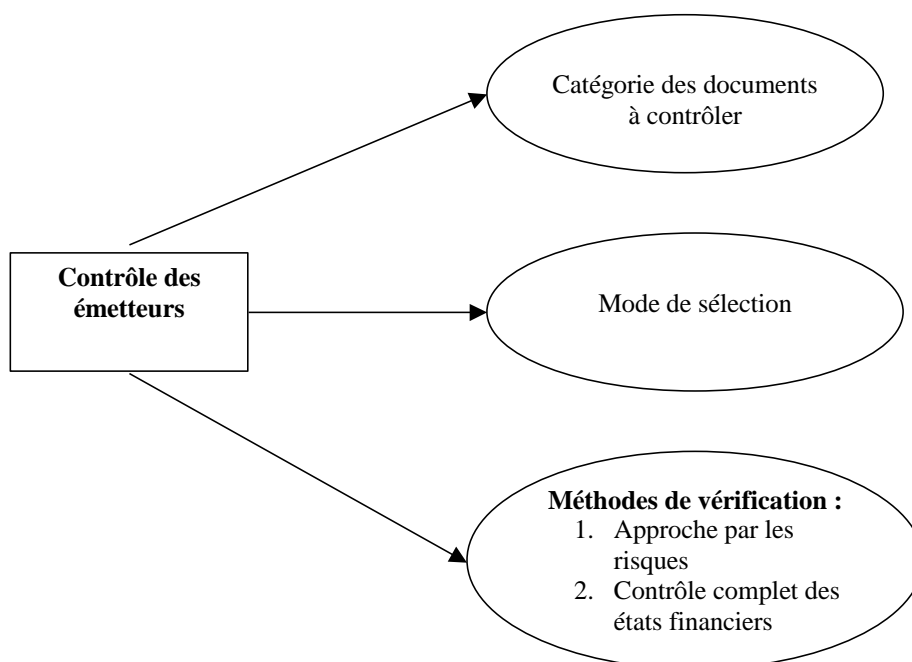 Catégorie des documents
à contrôler
Contrôle des
émetteurs
Mode de sélection
Méthodes de vérification :
1. Approche par les
risques
2. Contrôle complet des
états financiers